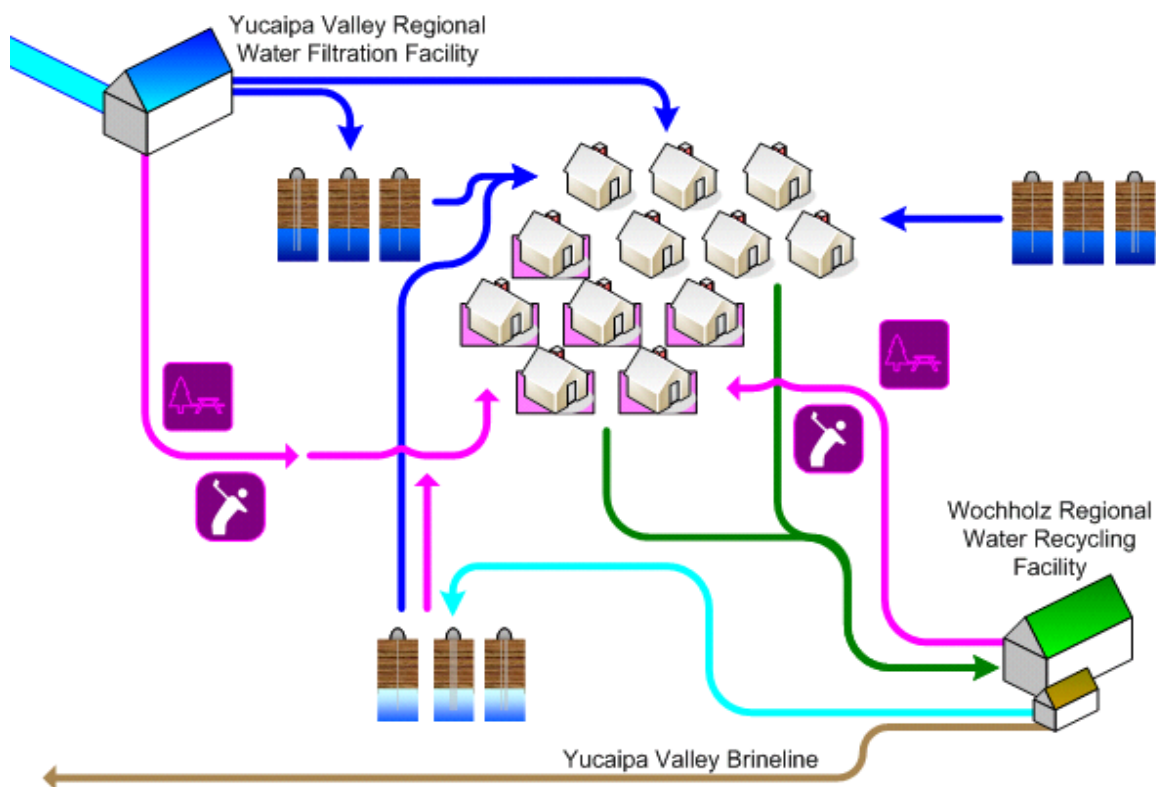 Yucaipa Valley Regional
Water Filtration Facility
Wochholz Regional
Water Recycling
Facility
Yucaipa Valley Brineline